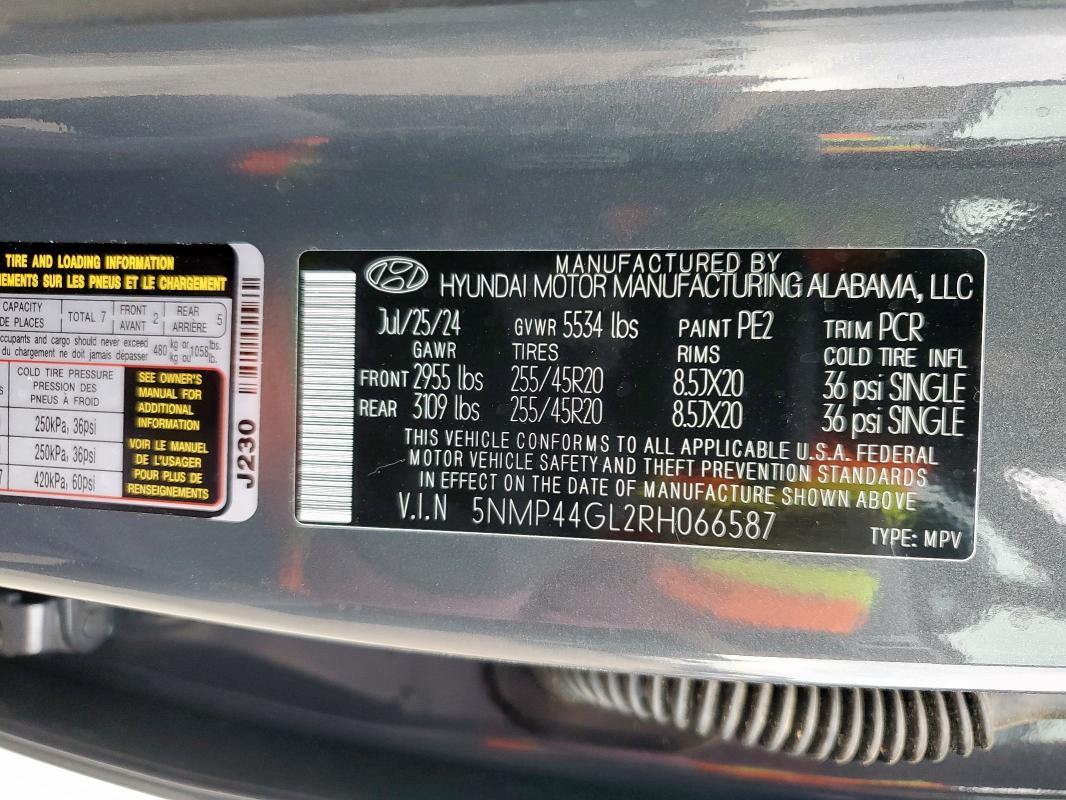 TIRE AND LOADING INFORMATION
SUR LES PNEUS ET LE CHARGEMENT
CAPACITY
DE PLACES
TOTAL 7
FRONT
AVANT 2
REAR
ARRIÈRE 5
occupants and cargo should never exceed
du chargement ne doit jamais dépasser
480 kg or 1058 lbs.
kg ou lb.
COLD TIRE PRESSURE
PRESSION DES
PNEUS À FROID
250kPa, 36psi
250kPa, 36psi
420kPa, 60psi
SEE OWNER'S
MANUAL FOR
ADDITIONAL
INFORMATION
VOIR LE MANUEL
DE L'USAGER
POUR PLUS DE
RENSEIGNEMENTS
J230
MANUFACTURED BY
HYUNDAI MOTOR MANUFACTURING ALABAMA, LLC
Jul/25/24 GVWR 5534 lbs PAINT PE2 TRIM PCR
GAWR TIRES RIMS COLD TIRE INFL
FRONT 2955 lbs 255/45R20 8.5JX20 36 psi SINGLE
REAR 3109 lbs 255/45R20 8.5JX20 36 psi SINGLE
THIS VEHICLE CONFORMS TO ALL APPLICABLE U.S.A. FEDERAL
MOTOR VEHICLE SAFETY AND THEFT PREVENTION STANDARDS
IN EFFECT ON THE DATE OF MANUFACTURE SHOWN ABOVE
V.I.N 5NMP44GL2RH066587
TYPE: MPV